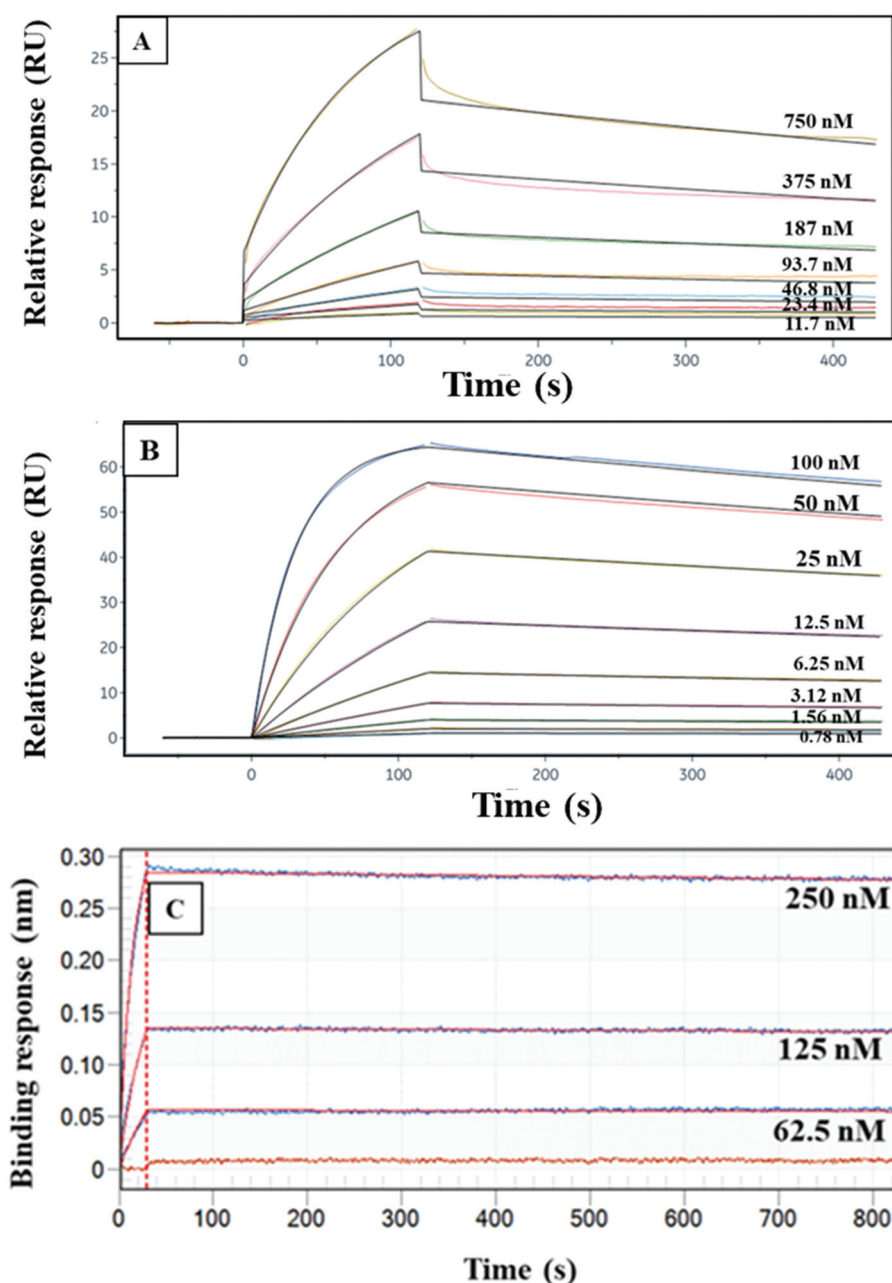 A
Relative response (RU)
25
20
15
10
5
0
750 nM
375 nM
187 nM
93.7 nM
46.8 nM
23.4 nM
11.7 nM
0 100 200 300 400
Time (s)
B
Relative response (RU)
60
50
40
30
20
10
0
100 nM
50 nM
25 nM
12.5 nM
6.25 nM
3.12 nM
1.56 nM
0.78 nM
0 100 200 300 400
Time (s)
C
Binding response (nm)
0.30
0.25
0.20
0.15
0.10
0.05
0
250 nM
125 nM
62.5 nM
0 100 200 300 400 500 600 700 800
Time (s)